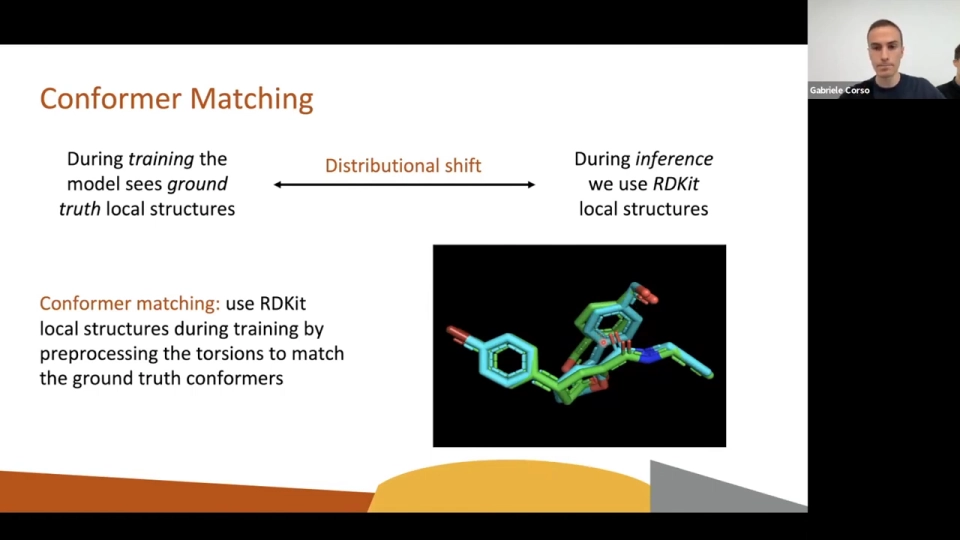 Conformer Matching
During training the
model sees ground
truth local structures
Distributional shift
During inference
we use RDKit
local structures
Conformer matching: use RDKit
local structures during training by
preprocessing the torsions to match
the ground truth conformers
Gabriele Corso